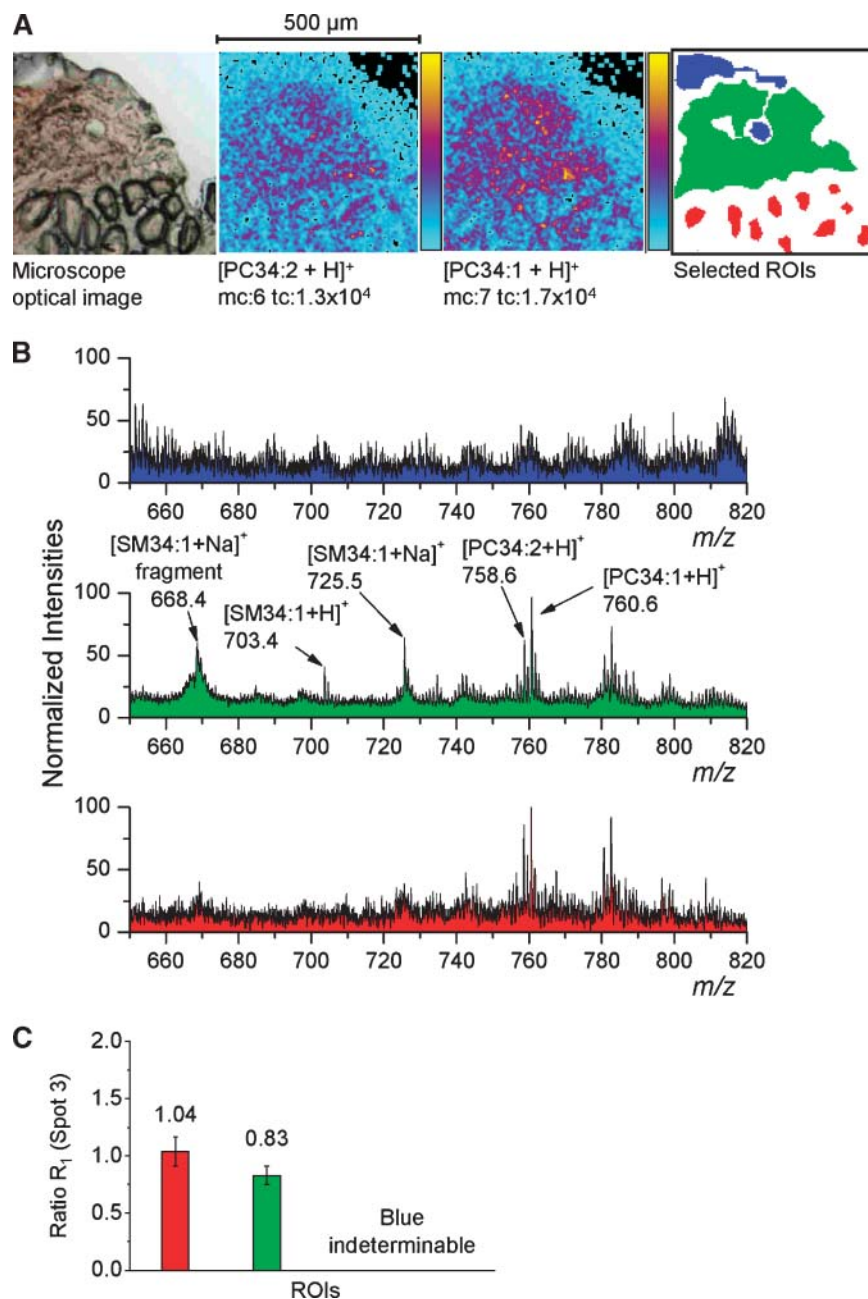 A
500 µm
Microscope
optical image
[PC34:2 + H]⁺
mc:6 tc:1.3x10⁴
[PC34:1 + H]⁺
mc:7 tc:1.7x10⁴
Selected ROIs
B
Normalized Intensities
100
50
0
660 680 700 720 740 760 780 800 820
m/z
[SM34:1+Na]⁺
fragment
668.4
[SM34:1+H]⁺
703.4
[SM34:1+Na]⁺
725.5
[PC34:2+H]⁺
758.6
[PC34:1+H]⁺
760.6
100
50
0
660 680 700 720 740 760 780 800 820
m/z
100
50
0
660 680 700 720 740 760 780 800 820
m/z
C
Ratio R₁ (Spot 3)
2.0
1.5
1.0
0.5
0.0
1.04
0.83
Blue
indeterminable
ROIs